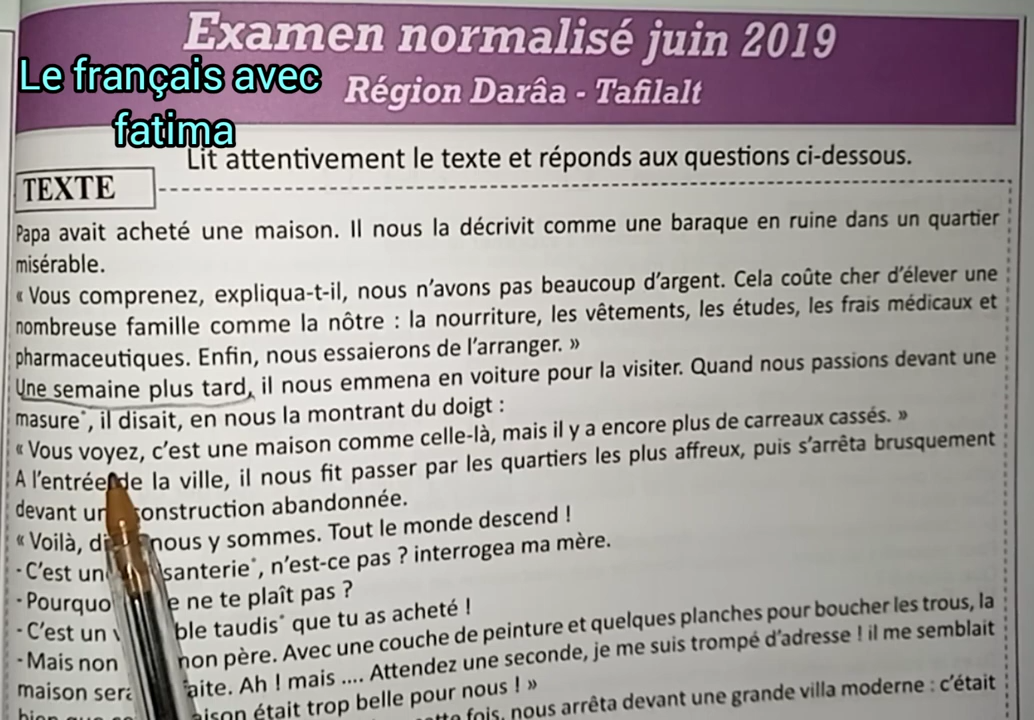 Examen normalisé juin 2019
Le français avec
fatima
Région Darâa - Tafilalt
Lit attentivement le texte et réponds aux questions ci-dessous.
TEXTE
Papa avait acheté une maison. Il nous la décrivit comme une baraque en ruine dans un quartier
misérable.
« Vous comprenez, expliqua-t-il, nous n'avons pas beaucoup d'argent. Cela coûte cher d'élever une
nombreuse famille comme la nôtre : la nourriture, les vêtements, les études, les frais médicaux et
pharmaceutiques. Enfin, nous essaierons de l'arranger. »
Une semaine plus tard, il nous emmena en voiture pour la visiter. Quand nous passions devant une
masure*, il disait, en nous la montrant du doigt :
« Vous voyez, c'est une maison comme celle-là, mais il y a encore plus de carreaux cassés. »
A l'entrée de la ville, il nous fit passer par les quartiers les plus affreux, puis s'arrêta brusquement
devant construction abandonnée.
« Voilà, nous y sommes. Tout le monde descend !
- C'est n'est-ce pas ? interrogea ma mère.
- ne te plaît pas ?
- C'est un taudis* que tu as acheté !
- Mais non père. Avec une couche de peinture et quelques planches pour boucher les trous, la
maison Ah ! mais .... Attendez une seconde, je me suis trompé d'adresse ! il me semblait
était trop belle pour nous ! »
fois, nous arrêta devant une grande villa moderne : c'était